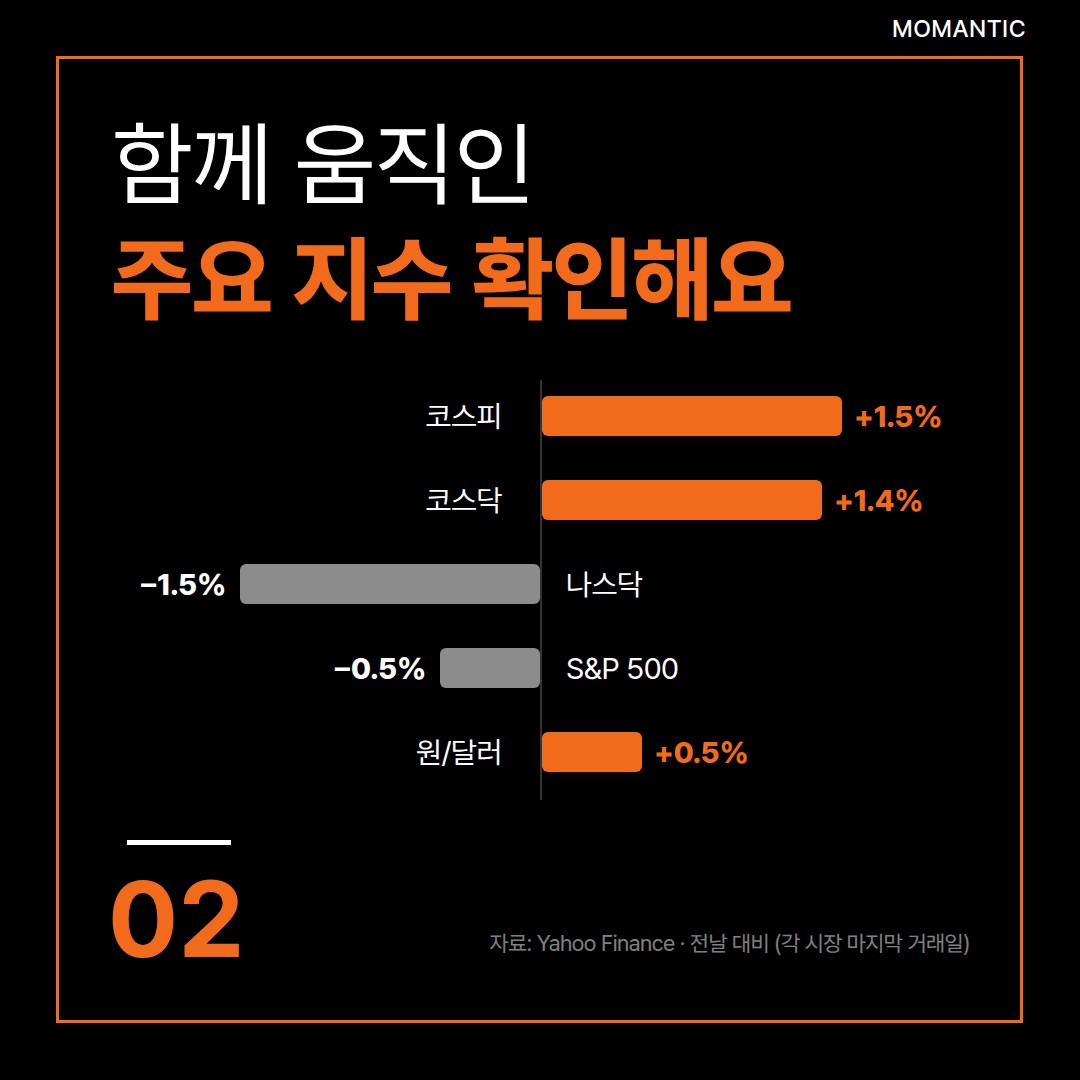 MOMANTIC
함께 움직인
주요 지수 확인해요
코스피 +1.5%
코스닥 +1.4%
−1.5% 나스닥
−0.5% S&P 500
원/달러 +0.5%
02
자료: Yahoo Finance · 전날 대비 (각 시장 마지막 거래일)